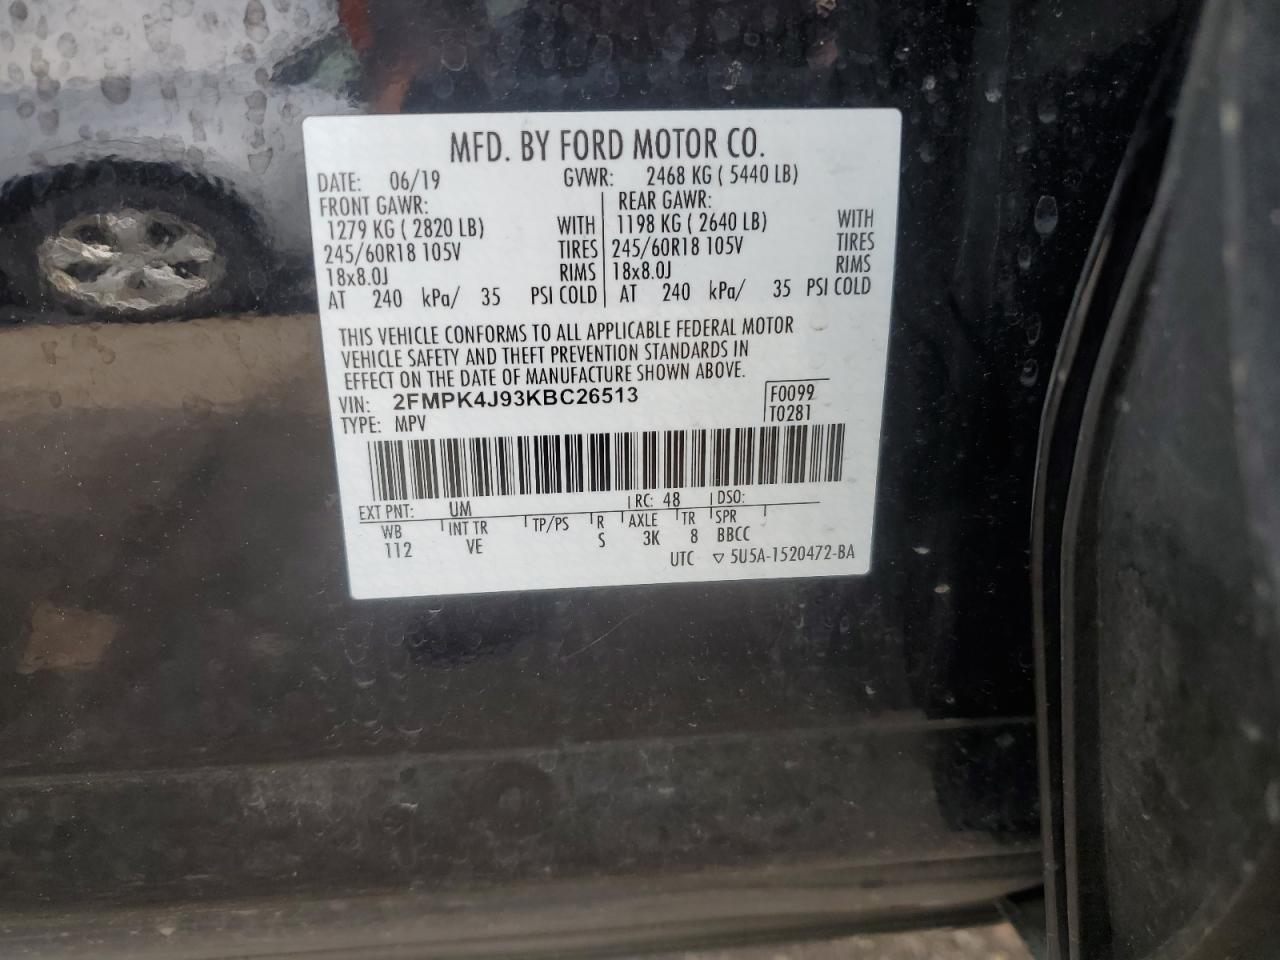 MFD. BY FORD MOTOR CO.
DATE: 06/19 GVWR: 2468 KG ( 5440 LB)
FRONT GAWR: REAR GAWR:
1279 KG ( 2820 LB) WITH 1198 KG ( 2640 LB) WITH
245/60R18 105V TIRES 245/60R18 105V TIRES
18x8.0J RIMS 18x8.0J RIMS
AT 240 kPa/ 35 PSI COLD AT 240 kPa/ 35 PSI COLD
THIS VEHICLE CONFORMS TO ALL APPLICABLE FEDERAL MOTOR
VEHICLE SAFETY AND THEFT PREVENTION STANDARDS IN
EFFECT ON THE DATE OF MANUFACTURE SHOWN ABOVE.
VIN: 2FMPK4J93KBC26513 F0099
TYPE: MPV T0281
EXT PNT: UM RC: 48 DSO:
WB INT TR TP/PS R AXLE TR SPR
112 VE S 3K 8 BBCC
UTC ▽ 5U5A-1520472-BA